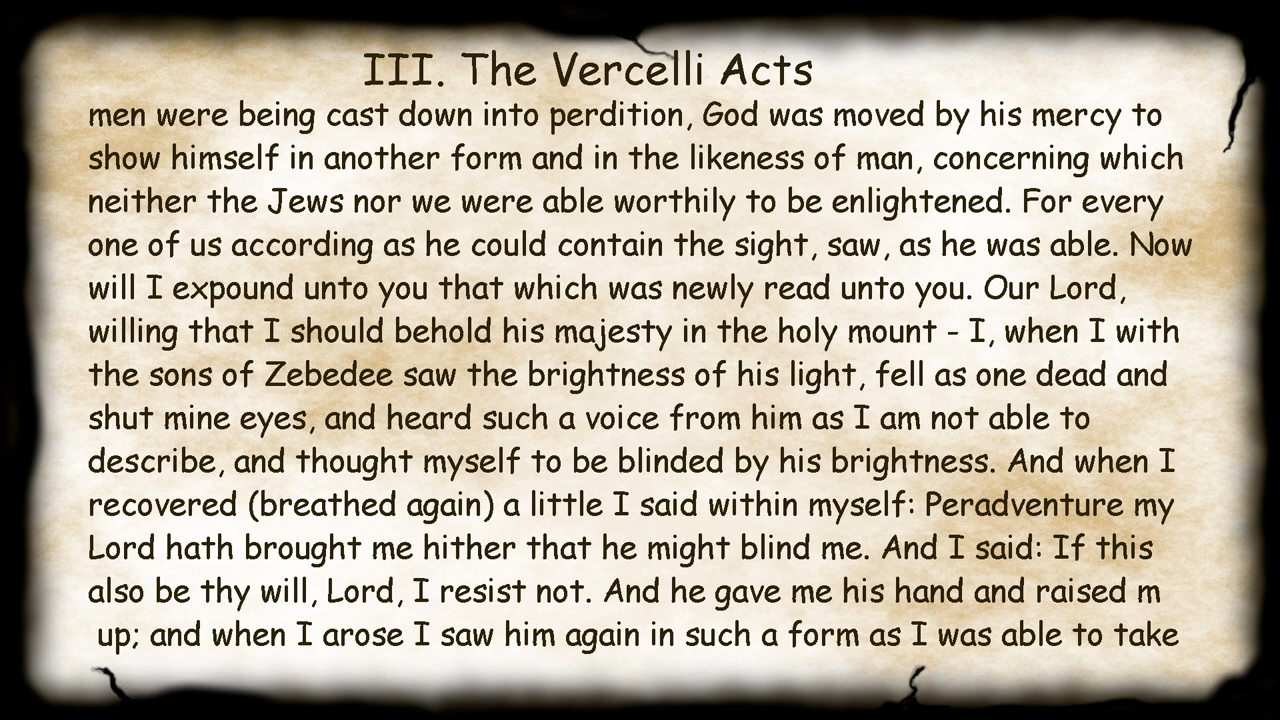 III. The Vercelli Acts
men were being cast down into perdition, God was moved by his mercy to
show himself in another form and in the likeness of man, concerning which
neither the Jews nor we were able worthily to be enlightened. For every
one of us according as he could contain the sight, saw, as he was able. Now
will I expound unto you that which was newly read unto you. Our Lord,
willing that I should behold his majesty in the holy mount - I, when I with
the sons of Zebedee saw the brightness of his light, fell as one dead and
shut mine eyes, and heard such a voice from him as I am not able to
describe, and thought myself to be blinded by his brightness. And when I
recovered (breathed again) a little I said within myself: Peradventure my
Lord hath brought me hither that he might blind me. And I said: If this
also be thy will, Lord, I resist not. And he gave me his hand and raised m
up; and when I arose I saw him again in such a form as I was able to take